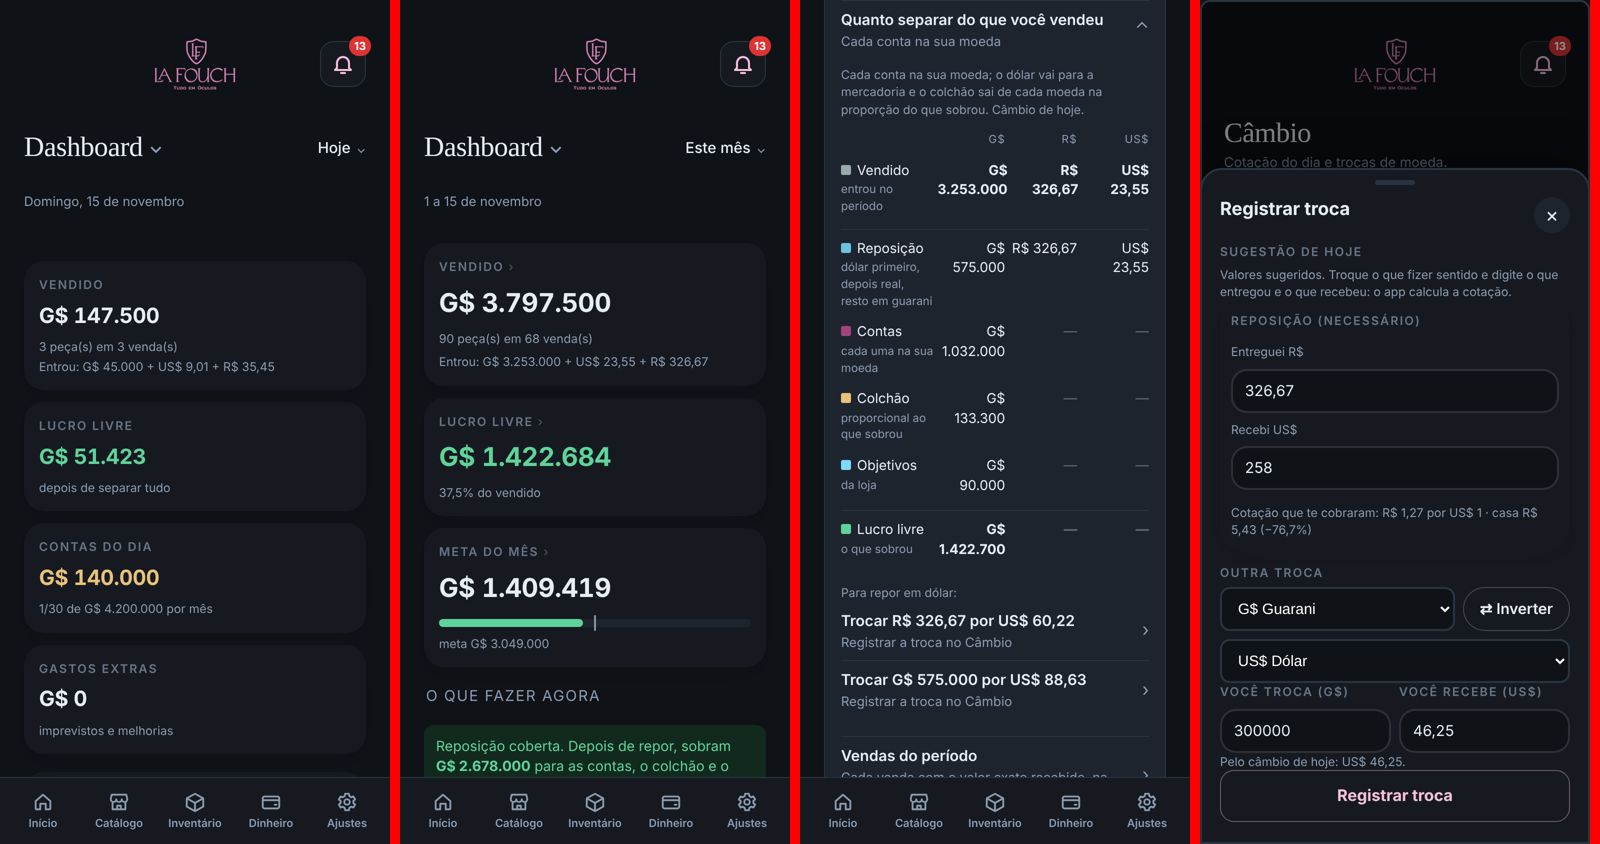 LA FOUCH
TUDO EM ÓCULOS
13
Dashboard
Hoje
Domingo, 15 de novembro
VENDIDO
G$ 147.500
3 peça(s) em 3 venda(s)
Entrou: G$ 45.000 + US$ 9,01 + R$ 35,45
LUCRO LIVRE
G$ 51.423
depois de separar tudo
CONTAS DO DIA
G$ 140.000
1/30 de G$ 4.200.000 por mês
GASTOS EXTRAS
G$ 0
imprevistos e melhorias
Início
Catálogo
Inventário
Dinheiro
Ajustes
LA FOUCH
TUDO EM ÓCULOS
13
Dashboard
Este mês
1 a 15 de novembro
VENDIDO ›
G$ 3.797.500
90 peça(s) em 68 venda(s)
Entrou: G$ 3.253.000 + US$ 23,55 + R$ 326,67
LUCRO LIVRE ›
G$ 1.422.684
37,5% do vendido
META DO MÊS ›
G$ 1.409.419
meta G$ 3.049.000
O QUE FAZER AGORA
Reposição coberta. Depois de repor, sobram
G$ 2.678.000 para as contas, o colchão e o
Início
Catálogo
Inventário
Dinheiro
Ajustes
Quanto separar do que você vendeu
Cada conta na sua moeda
Cada conta na sua moeda; o dólar vai para a
mercadoria e o colchão sai de cada moeda na
proporção do que sobrou. Câmbio de hoje.
G$ R$ US$
Vendido G$ R$ US$
entrou no 3.253.000 326,67 23,55
período
Reposição G$ R$ 326,67 US$
dólar primeiro, 575.000 23,55
depois real,
resto em guarani
Contas G$ — —
cada uma na sua 1.032.000
moeda
Colchão G$ — —
proporcional ao 133.300
que sobrou
Objetivos G$ — —
da loja 90.000
Lucro livre G$ — —
o que sobrou 1.422.700
Para repor em dólar:
Trocar R$ 326,67 por US$ 60,22
Registrar a troca no Câmbio
Trocar G$ 575.000 por US$ 88,63
Registrar a troca no Câmbio
Vendas do período
Cada venda com o valor exato recebido, na
Início
Catálogo
Inventário
Dinheiro
Ajustes
LA FOUCH
TUDO EM ÓCULOS
13
Câmbio
Cotação do dia e trocas de moeda.
Registrar troca
SUGESTÃO DE HOJE
Valores sugeridos. Troque o que fizer sentido e digite o que
entregou e o que recebeu: o app calcula a cotação.
REPOSIÇÃO (NECESSÁRIO)
Entreguei R$
326,67
Recebi US$
258
Cotação que te cobraram: R$ 1,27 por US$ 1 · casa R$
5,43 (−76,7%)
OUTRA TROCA
G$ Guarani
⇄ Inverter
US$ Dólar
VOCÊ TROCA (G$) VOCÊ RECEBE (US$)
300000 46,25
Pelo câmbio de hoje: US$ 46,25.
Registrar troca